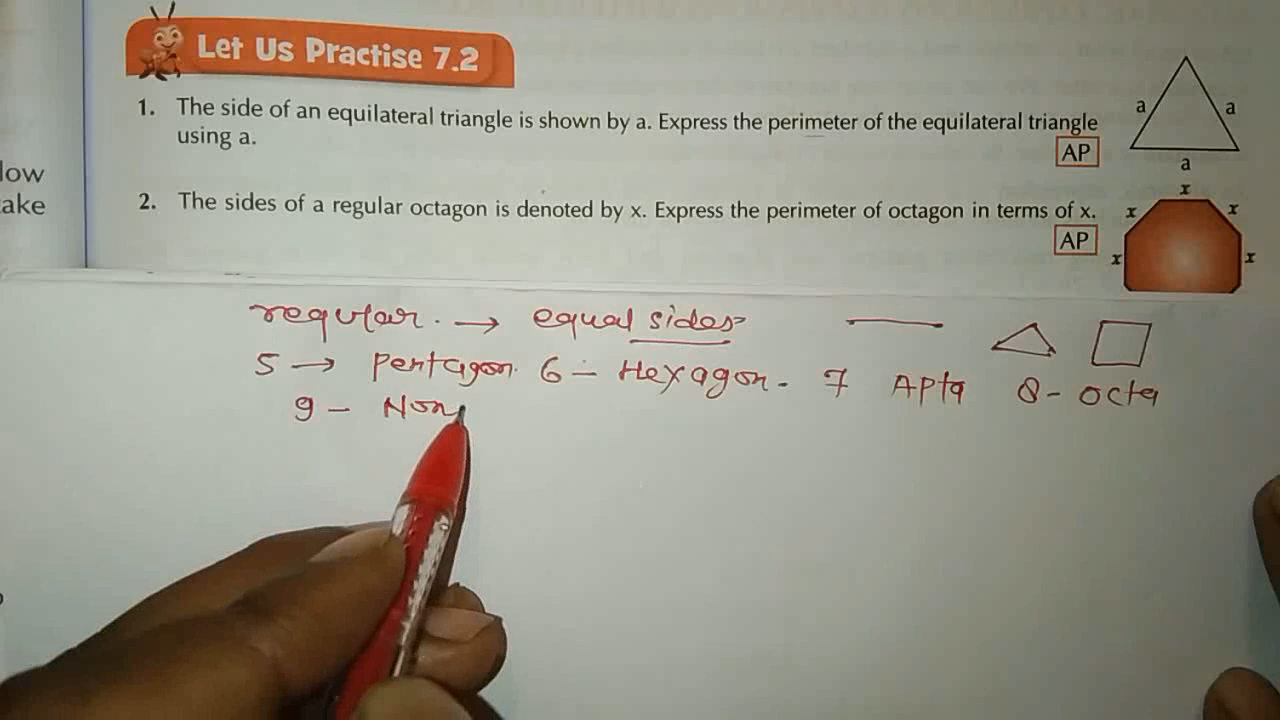 Let Us Practise 7.2
1. The side of an equilateral triangle is shown by a. Express the perimeter of the equilateral triangle
using a.
AP
a
a
a
low
take
2. The sides of a regular octagon is denoted by x. Express the perimeter of octagon in terms of x.
AP
x
x
x
x
x
regular. → equal sides
5 → Pentagon. 6 - Hexagon - 7 Apta 8 - octa
9 - Non